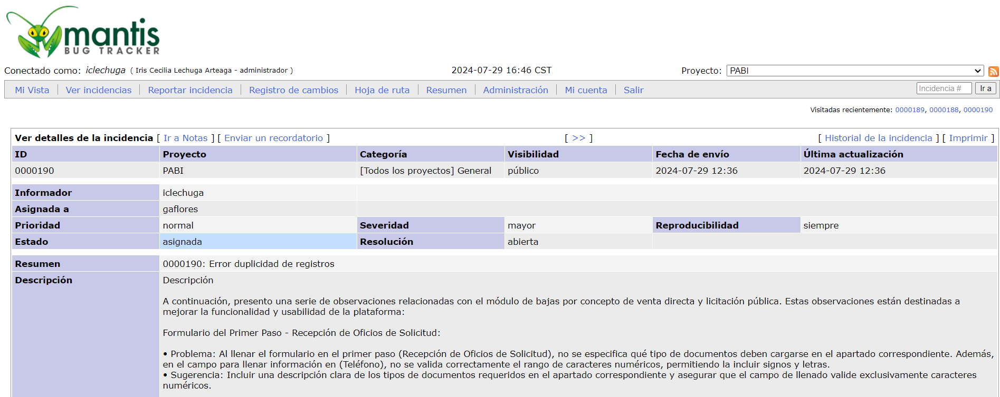 mantis
BUG TRACKER
Conectado como: iclechuga ( Iris Cecilia Lechuga Arteaga - administrador )
2024-07-29 16:46 CST
Proyecto: PABI
Mi Vista | Ver incidencias | Reportar incidencia | Registro de cambios | Hoja de ruta | Resumen | Administración | Mi cuenta | Salir
Incidencia # Ir a
Visitadas recientemente: 0000189, 0000188, 0000190
Ver detalles de la incidencia [ Ir a Notas ] [ Enviar un recordatorio ] [ >> ] [ Historial de la incidencia ] [ Imprimir ]
ID Proyecto Categoría Visibilidad Fecha de envío Última actualización
0000190 PABI [Todos los proyectos] General público 2024-07-29 12:36 2024-07-29 12:36
Informador iclechuga
Asignada a gaflores
Prioridad normal Severidad mayor Reproducibilidad siempre
Estado asignada Resolución abierta
Resumen 0000190: Error duplicidad de registros
Descripción Descripción
A continuación, presento una serie de observaciones relacionadas con el módulo de bajas por concepto de venta directa y licitación pública. Estas observaciones están destinadas a
mejorar la funcionalidad y usabilidad de la plataforma:
Formulario del Primer Paso - Recepción de Oficios de Solicitud:
• Problema: Al llenar el formulario en el primer paso (Recepción de Oficios de Solicitud), no se especifica qué tipo de documentos deben cargarse en el apartado correspondiente. Además,
en el campo para llenar información en (Teléfono), no se valida correctamente el rango de caracteres numéricos, permitiendo la incluir signos y letras.
• Sugerencia: Incluir una descripción clara de los tipos de documentos requeridos en el apartado correspondiente y asegurar que el campo de llenado valide exclusivamente caracteres
numéricos.